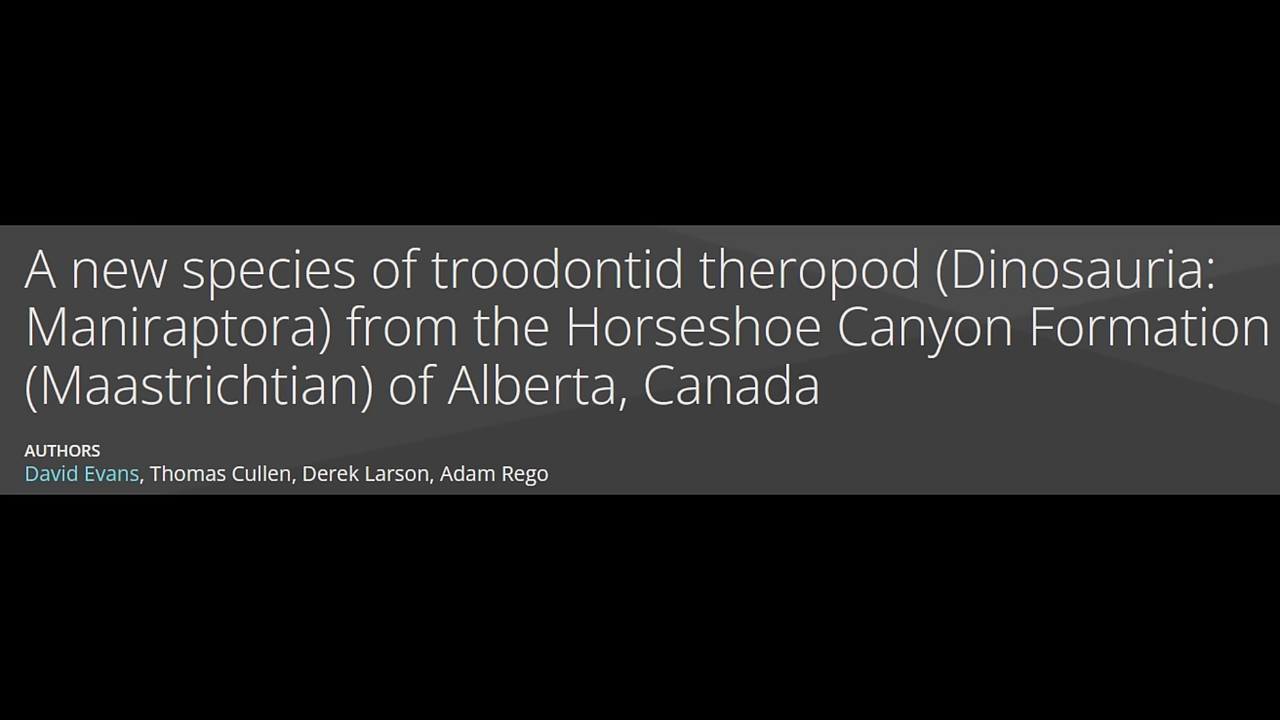 A new species of troodontid theropod (Dinosauria:
Maniraptora) from the Horseshoe Canyon Formation
(Maastrichtian) of Alberta, Canada
AUTHORS
David Evans, Thomas Cullen, Derek Larson, Adam Rego